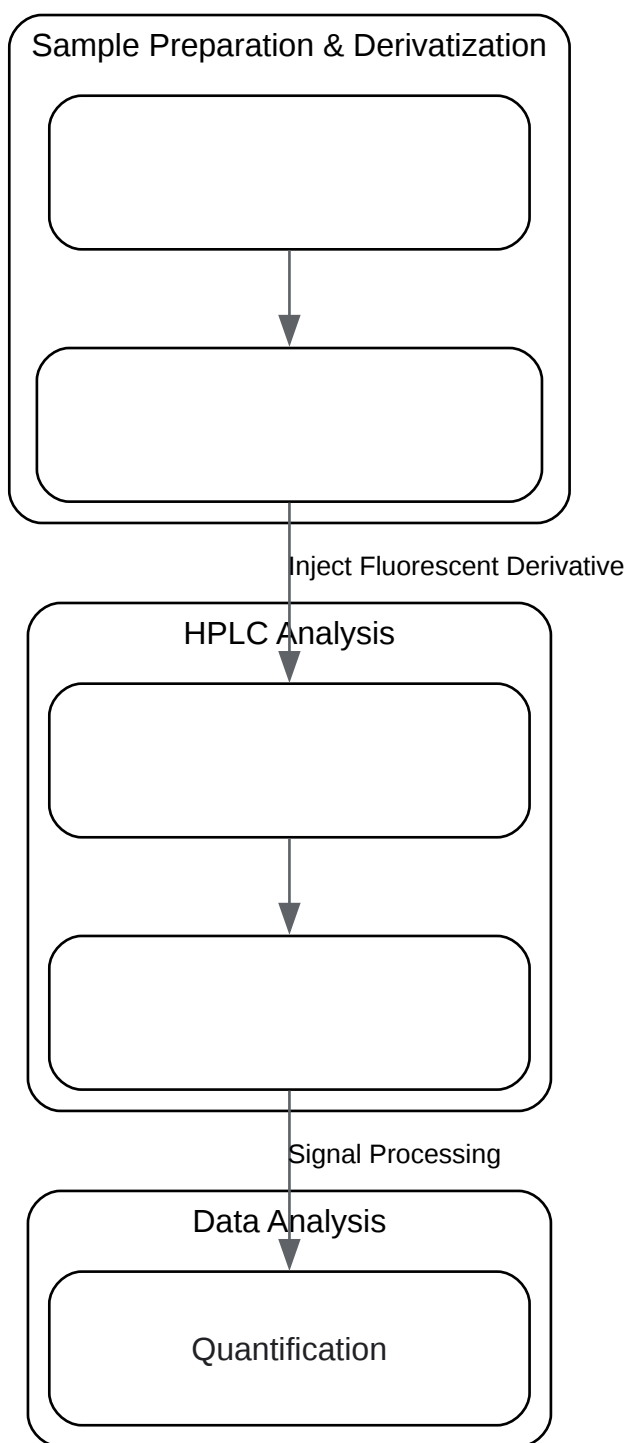 Sample Preparation & Derivatization
Inject Fluorescent Derivative
HPLC Analysis
Signal Processing
Data Analysis
Quantification